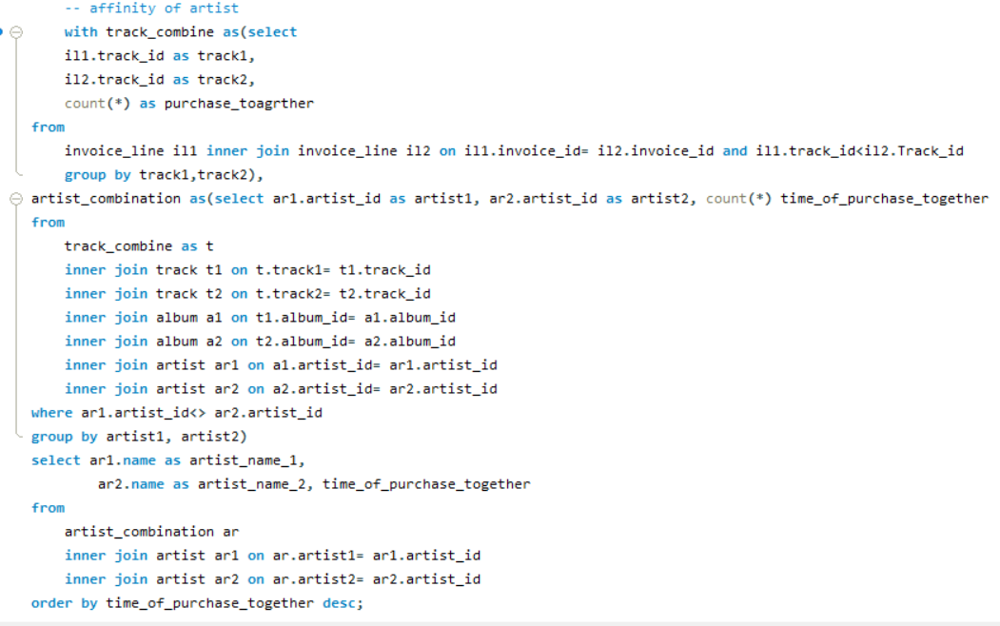 -- affinity of artist
with track_combine as(select
il1.track_id as track1,
il2.track_id as track2,
count(*) as purchase_toagrther
from
invoice_line il1 inner join invoice_line il2 on il1.invoice_id= il2.invoice_id and il1.track_id<il2.Track_id
group by track1,track2),
artist_combination as(select ar1.artist_id as artist1, ar2.artist_id as artist2, count(*) time_of_purchase_together
from
track_combine as t
inner join track t1 on t.track1= t1.track_id
inner join track t2 on t.track2= t2.track_id
inner join album a1 on t1.album_id= a1.album_id
inner join album a2 on t2.album_id= a2.album_id
inner join artist ar1 on a1.artist_id= ar1.artist_id
inner join artist ar2 on a2.artist_id= ar2.artist_id
where ar1.artist_id<> ar2.artist_id
group by artist1, artist2)
select ar1.name as artist_name_1,
ar2.name as artist_name_2, time_of_purchase_together
from
artist_combination ar
inner join artist ar1 on ar.artist1= ar1.artist_id
inner join artist ar2 on ar.artist2= ar2.artist_id
order by time_of_purchase_together desc;